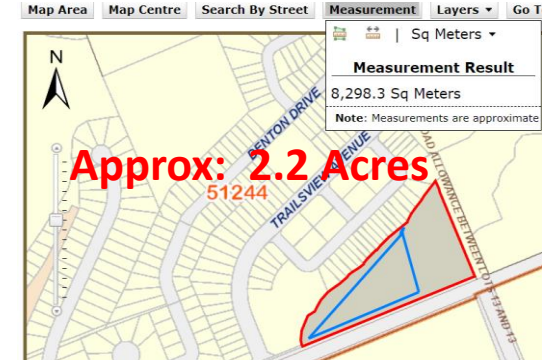 Map Area Map Centre Search By Street Measurement Layers ▾ Go T
| Sq Meters ▾
Measurement Result
8,298.3 Sq Meters
Note: Measurements are approximate
N
BENTON DRIVE
Approx: 2.2 Acres
51244
TRAILSVIEW AVENUE
OAD ALLOWANCE BETWEEN LOTS 13 AND 13